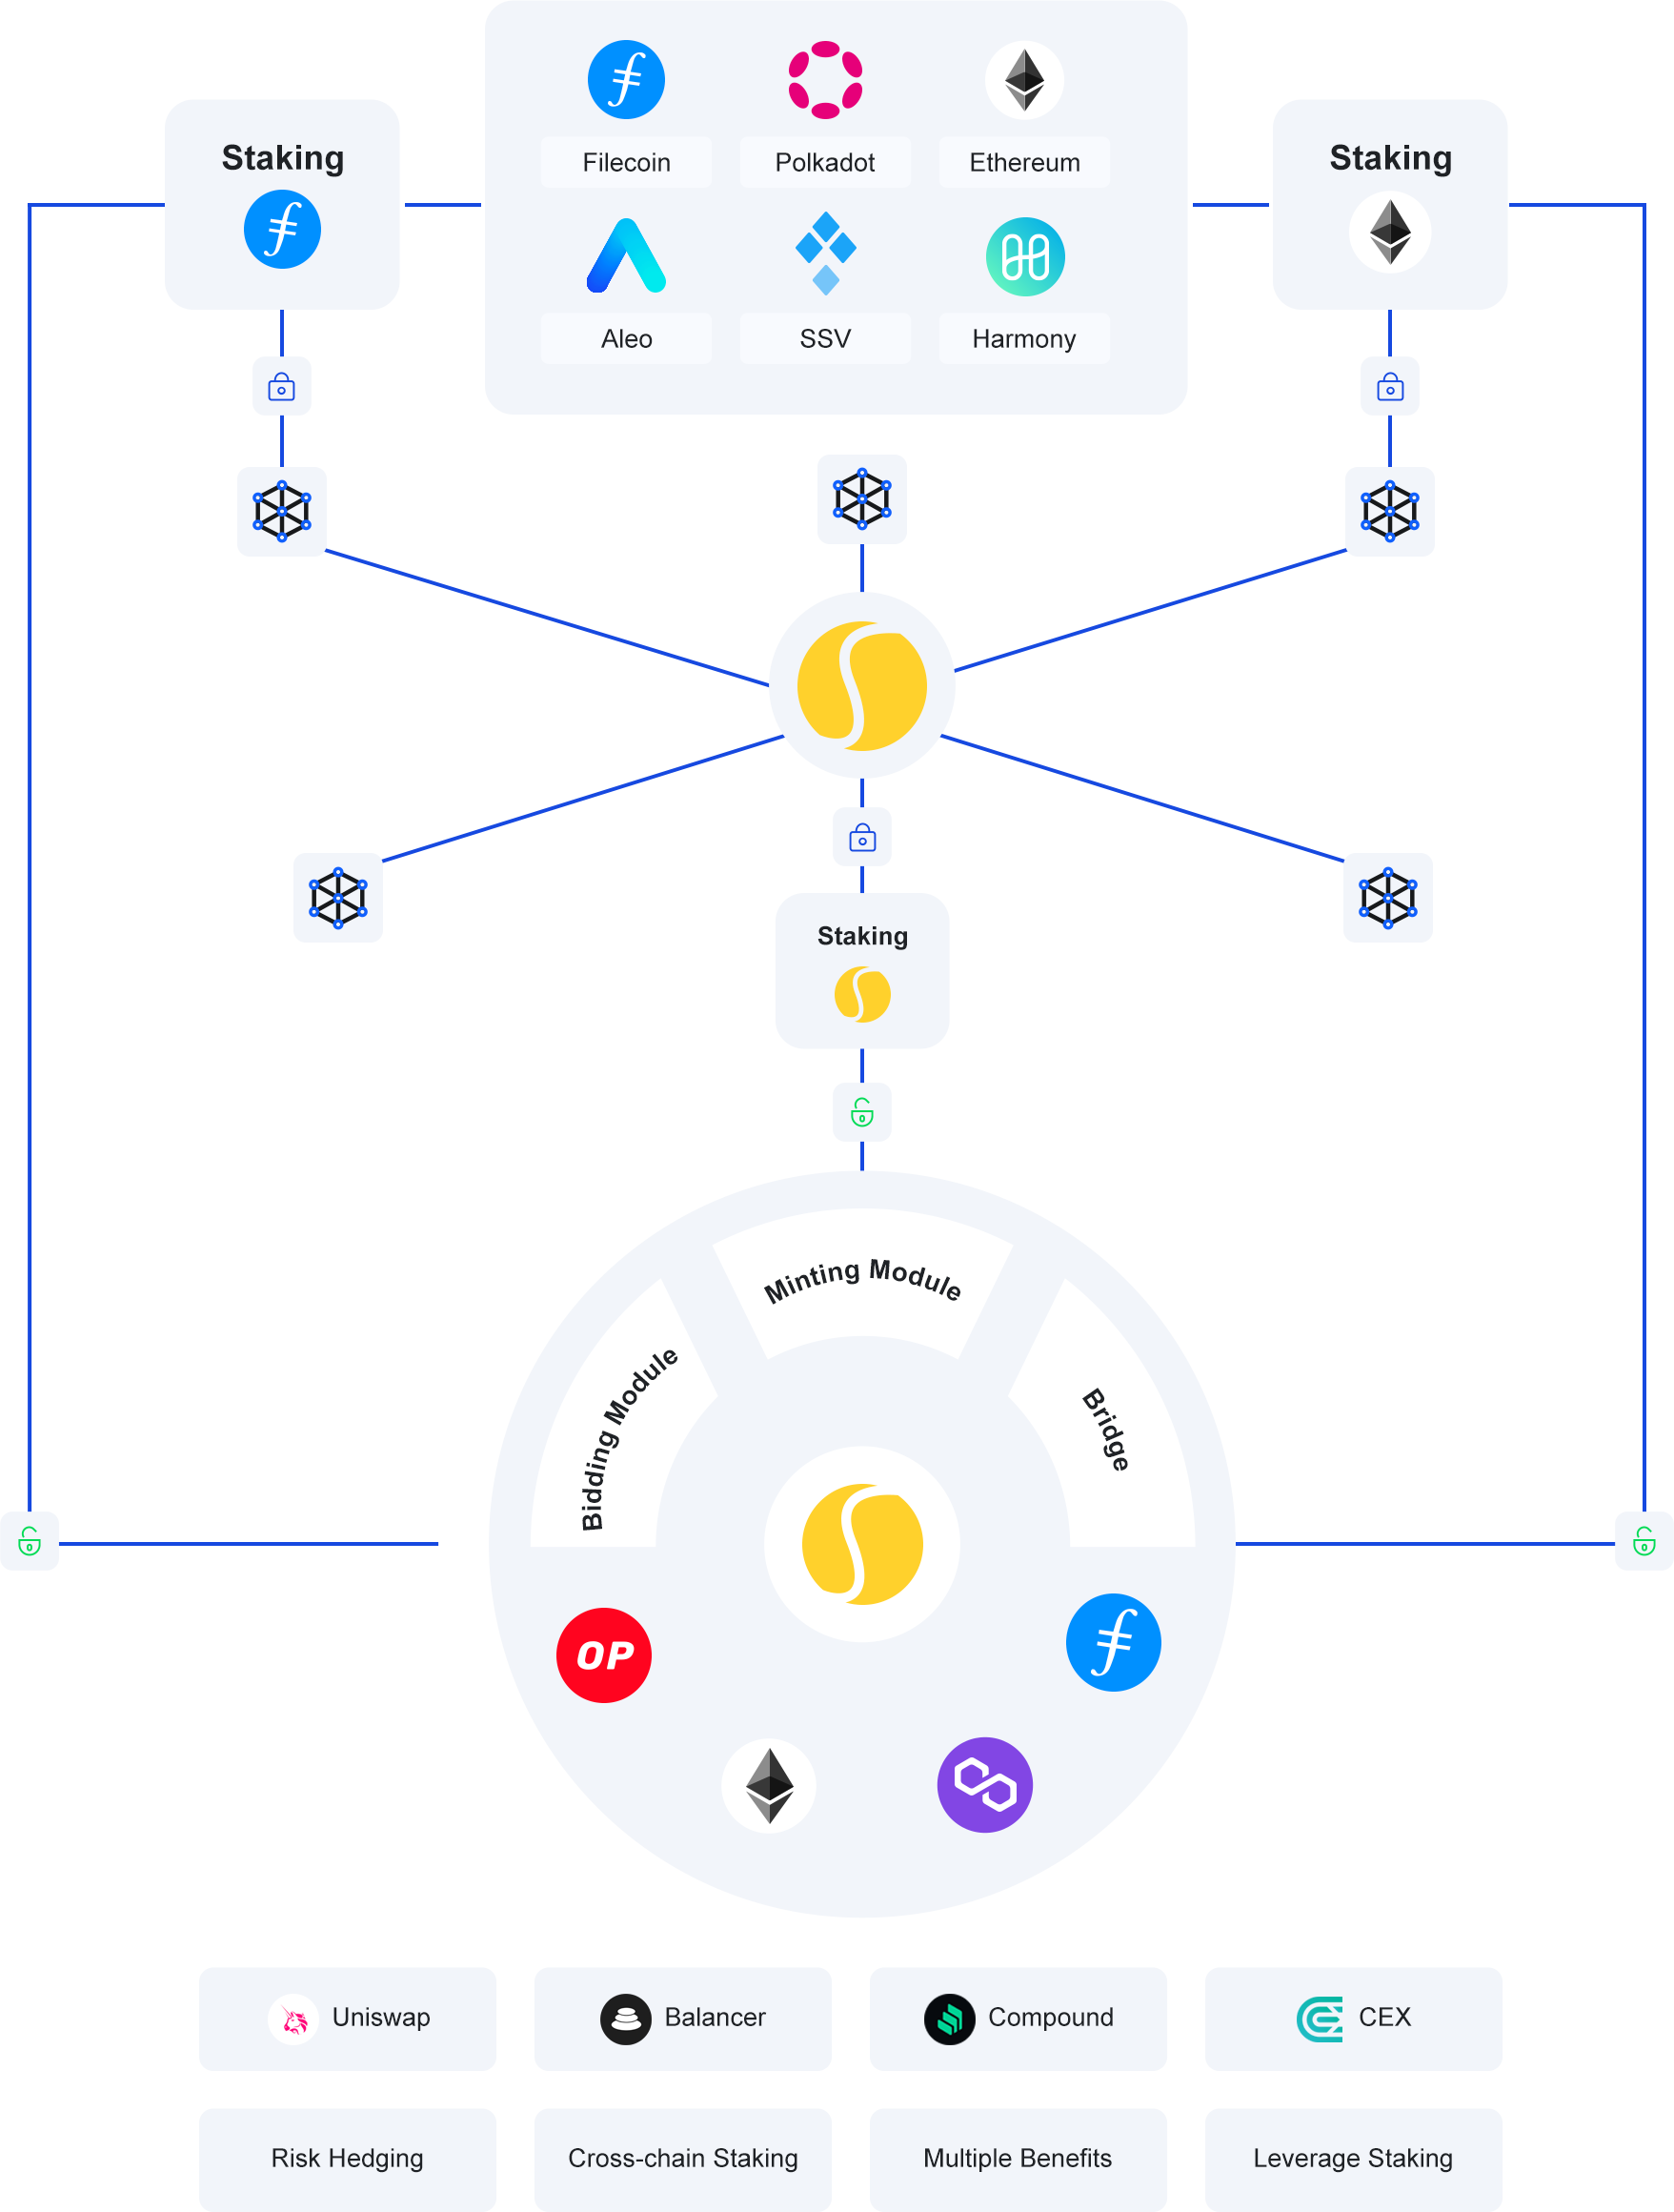 Staking
Filecoin
Polkadot
Ethereum
Staking
Aleo
SSV
Harmony
Staking
Minting Module
Bidding Module
Bridge
OP
Uniswap
Balancer
Compound
CEX
Risk Hedging
Cross-chain Staking
Multiple Benefits
Leverage Staking